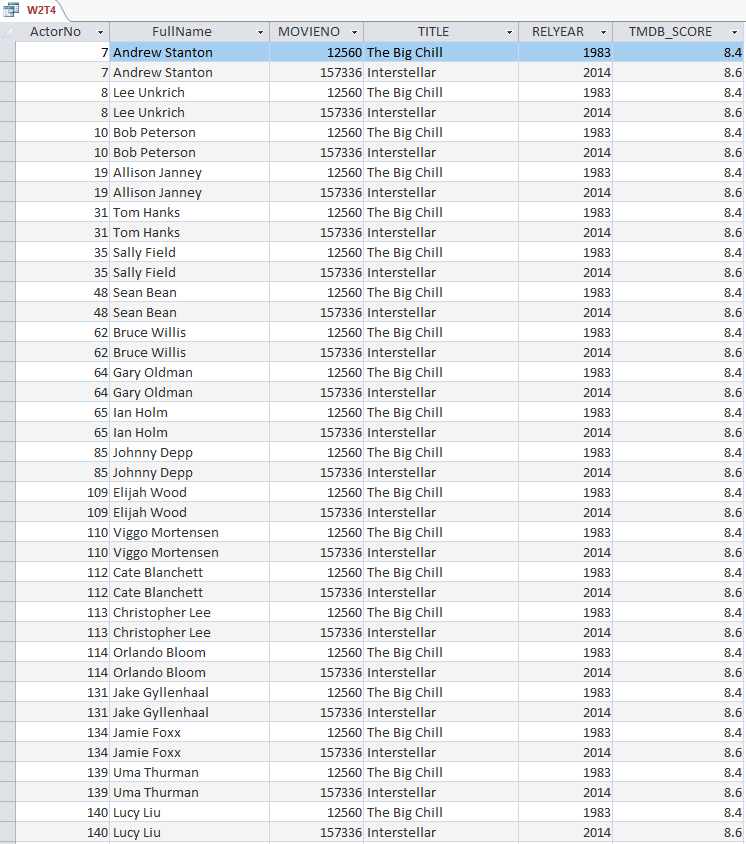 W2T4
ActorNo FullName MOVIENO TITLE RELYEAR TMDB_SCORE
7 Andrew Stanton 12560 The Big Chill 1983 8.4
7 Andrew Stanton 157336 Interstellar 2014 8.6
8 Lee Unkrich 12560 The Big Chill 1983 8.4
8 Lee Unkrich 157336 Interstellar 2014 8.6
10 Bob Peterson 12560 The Big Chill 1983 8.4
10 Bob Peterson 157336 Interstellar 2014 8.6
19 Allison Janney 12560 The Big Chill 1983 8.4
19 Allison Janney 157336 Interstellar 2014 8.6
31 Tom Hanks 12560 The Big Chill 1983 8.4
31 Tom Hanks 157336 Interstellar 2014 8.6
35 Sally Field 12560 The Big Chill 1983 8.4
35 Sally Field 157336 Interstellar 2014 8.6
48 Sean Bean 12560 The Big Chill 1983 8.4
48 Sean Bean 157336 Interstellar 2014 8.6
62 Bruce Willis 12560 The Big Chill 1983 8.4
62 Bruce Willis 157336 Interstellar 2014 8.6
64 Gary Oldman 12560 The Big Chill 1983 8.4
64 Gary Oldman 157336 Interstellar 2014 8.6
65 Ian Holm 12560 The Big Chill 1983 8.4
65 Ian Holm 157336 Interstellar 2014 8.6
85 Johnny Depp 12560 The Big Chill 1983 8.4
85 Johnny Depp 157336 Interstellar 2014 8.6
109 Elijah Wood 12560 The Big Chill 1983 8.4
109 Elijah Wood 157336 Interstellar 2014 8.6
110 Viggo Mortensen 12560 The Big Chill 1983 8.4
110 Viggo Mortensen 157336 Interstellar 2014 8.6
112 Cate Blanchett 12560 The Big Chill 1983 8.4
112 Cate Blanchett 157336 Interstellar 2014 8.6
113 Christopher Lee 12560 The Big Chill 1983 8.4
113 Christopher Lee 157336 Interstellar 2014 8.6
114 Orlando Bloom 12560 The Big Chill 1983 8.4
114 Orlando Bloom 157336 Interstellar 2014 8.6
131 Jake Gyllenhaal 12560 The Big Chill 1983 8.4
131 Jake Gyllenhaal 157336 Interstellar 2014 8.6
134 Jamie Foxx 12560 The Big Chill 1983 8.4
134 Jamie Foxx 157336 Interstellar 2014 8.6
139 Uma Thurman 12560 The Big Chill 1983 8.4
139 Uma Thurman 157336 Interstellar 2014 8.6
140 Lucy Liu 12560 The Big Chill 1983 8.4
140 Lucy Liu 157336 Interstellar 2014 8.6